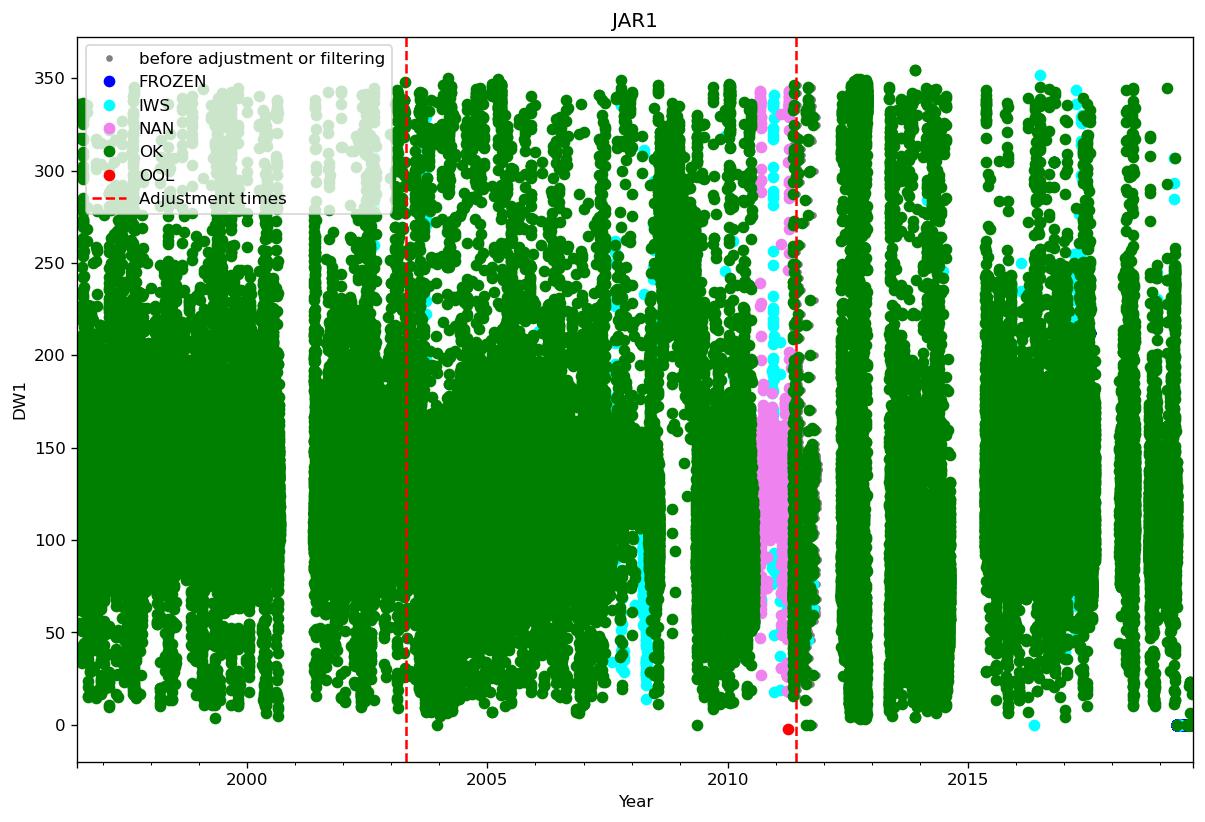 JAR1
before adjustment or filtering
FROZEN
IWS
NAN
OK
OOL
Adjustment times
350
300
250
200
150
100
50
0
DW1
2000 2005 2010 2015
Year